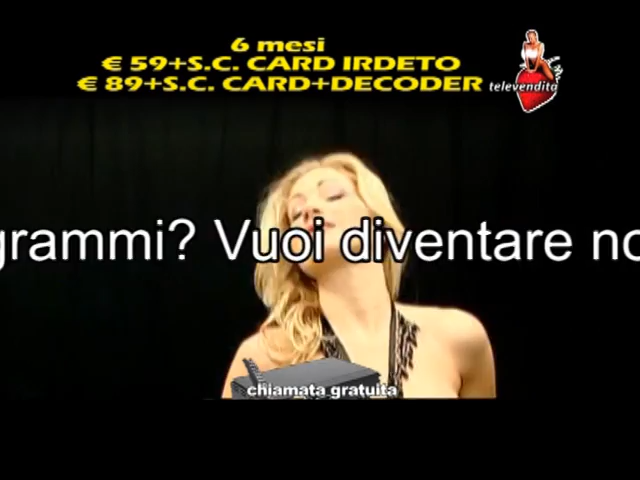 6 mesi
€ 59+S.C. CARD IRDETO
€ 89+S.C. CARD+DECODER
televendita
grammi? Vuoi diventare no
chiamata gratuita